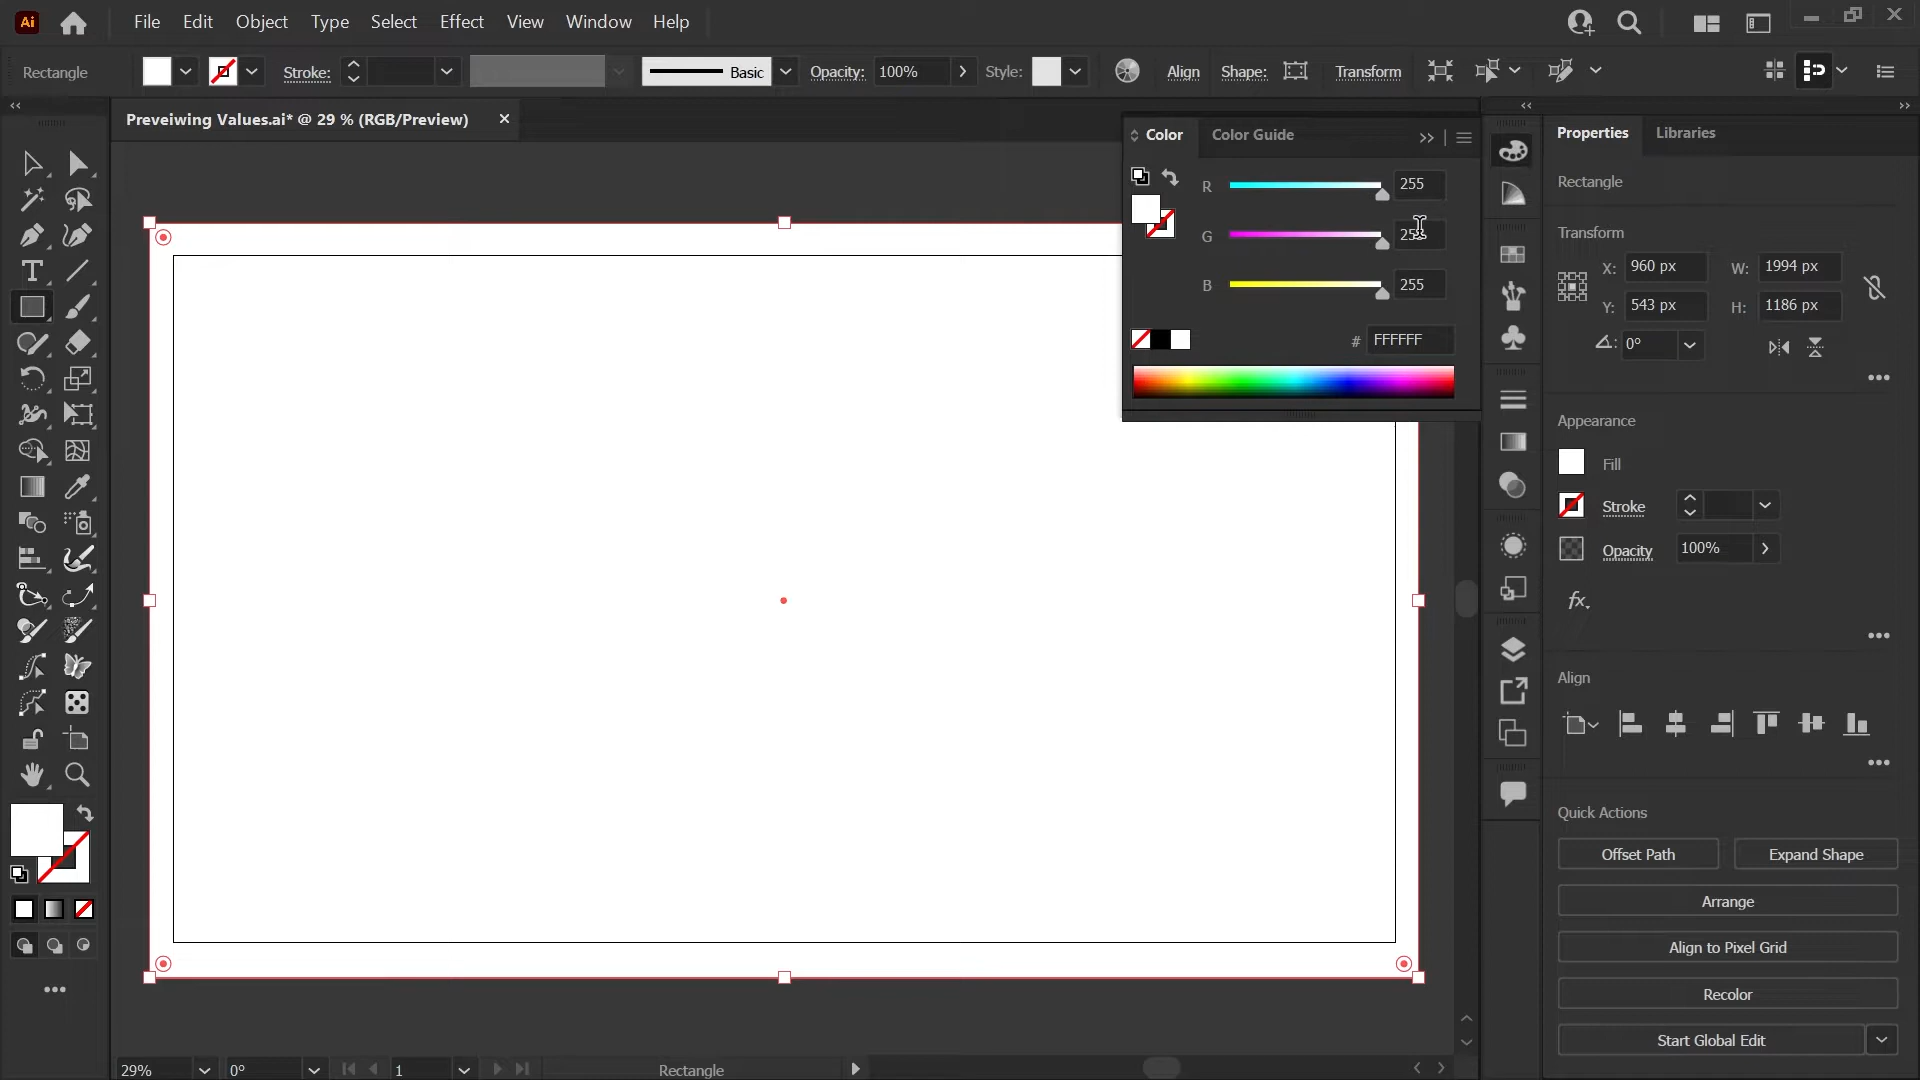 Ai File Edit Object Type Select Effect View Window Help
Rectangle Stroke: Basic Opacity: 100% Style: Align Shape: Transform
Preveiwing Values.ai* @ 29 % (RGB/Preview)
Color Color Guide
R 255
G 255
B 255
# FFFFFF
Properties Libraries
Rectangle
Transform
X: 960 px W: 1994 px
Y: 543 px H: 1186 px
0°
Appearance
Fill
Stroke
Opacity 100%
fx
Align
Quick Actions
Offset Path Expand Shape
Arrange
Align to Pixel Grid
Recolor
Start Global Edit
29% 0° 1 Rectangle